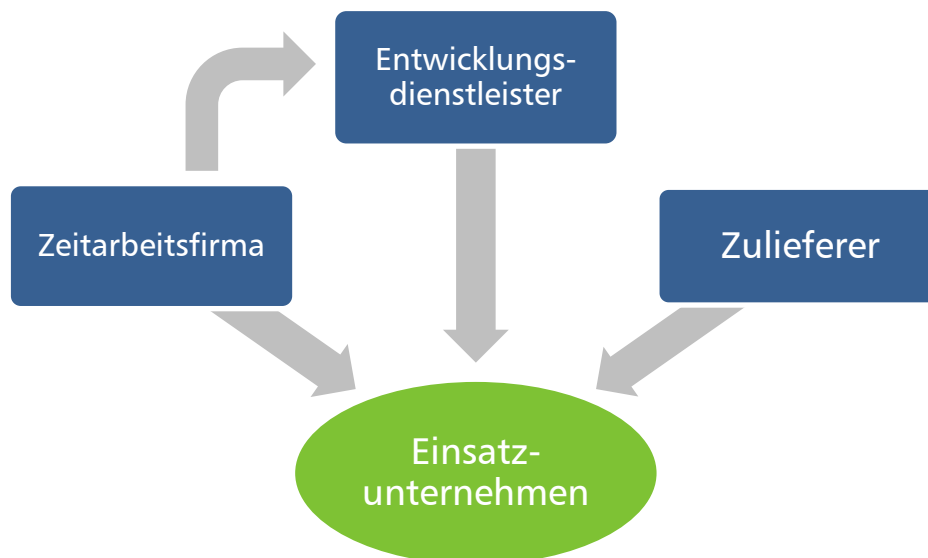 Entwicklungs-
dienstleister
Zeitarbeitsfirma
Zulieferer
Einsatz-
unternehmen